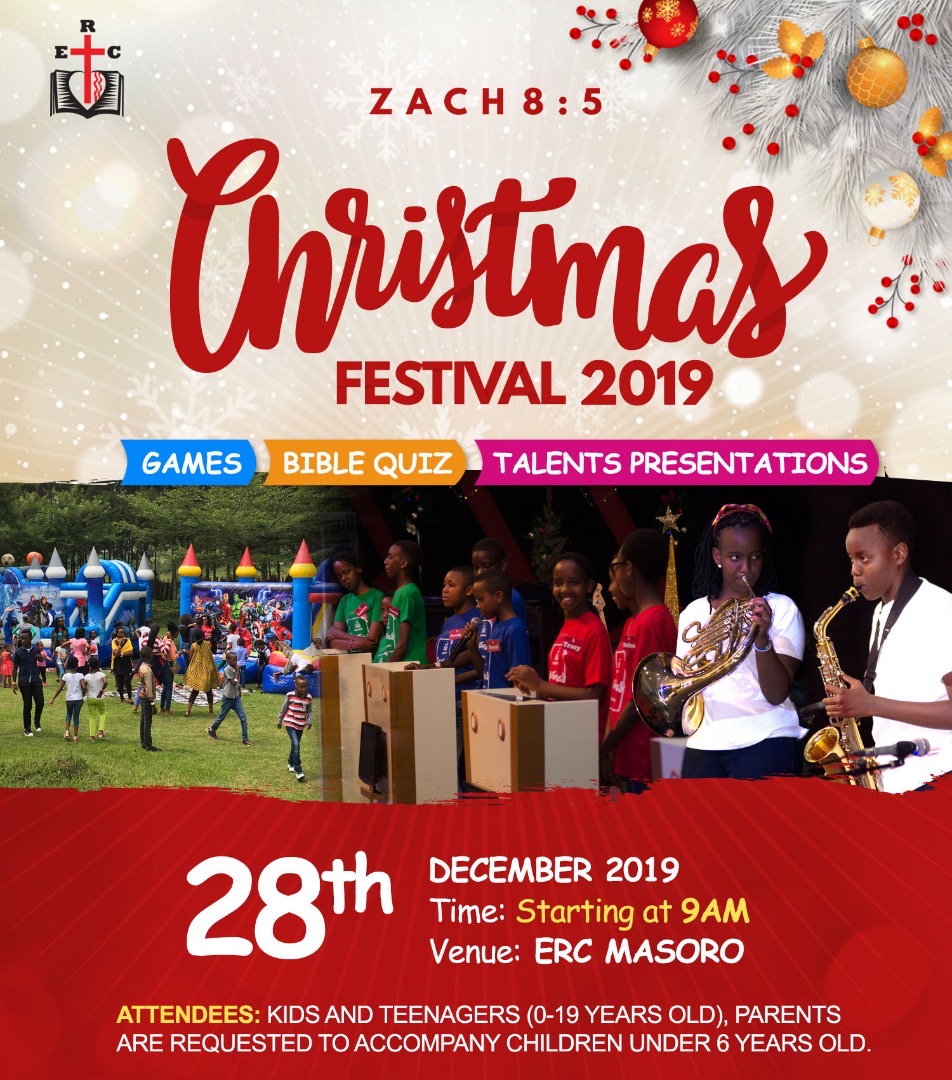 R
E C
ZACH 8:5
Christmas
FESTIVAL 2019
GAMES
BIBLE QUIZ
TALENTS PRESENTATIONS
Tracy
28th
DECEMBER 2019
Time: Starting at 9AM
Venue: ERC MASORO
ATTENDEES: KIDS AND TEENAGERS (0-19 YEARS OLD), PARENTS
ARE REQUESTED TO ACCOMPANY CHILDREN UNDER 6 YEARS OLD.